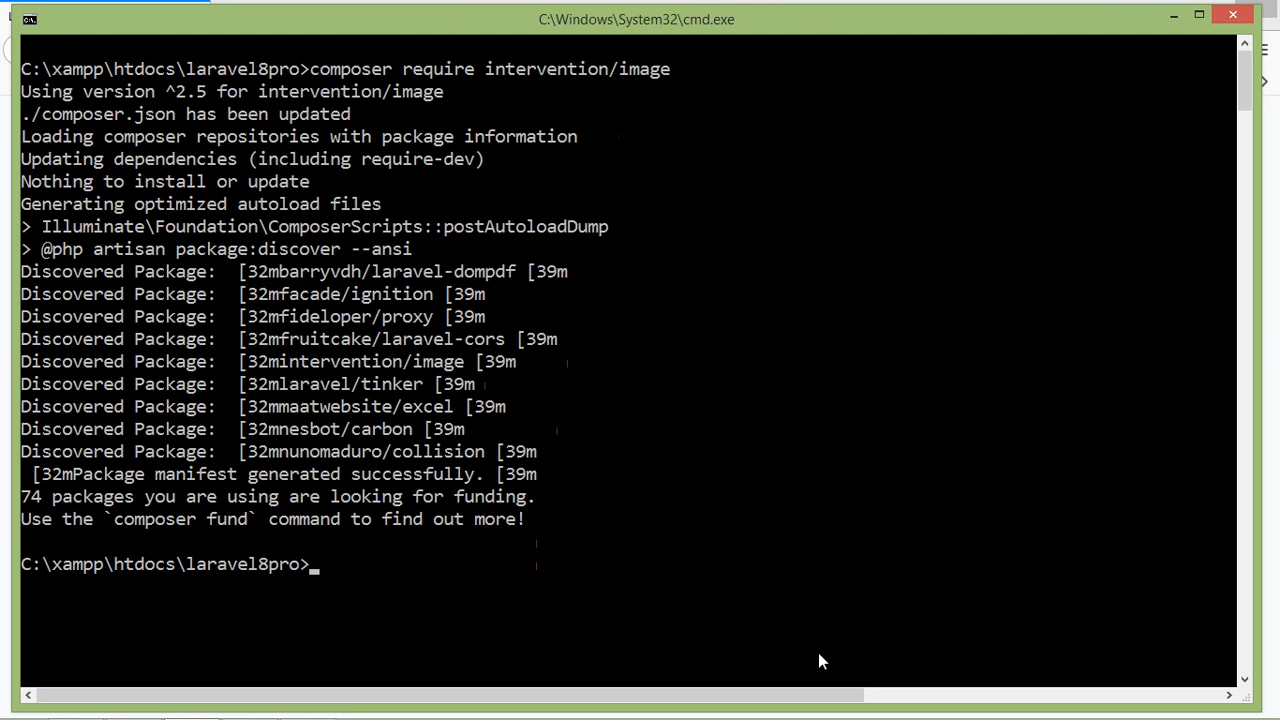 C:\Windows\System32\cmd.exe
C:\xampp\htdocs\laravel8pro>composer require intervention/image
Using version ^2.5 for intervention/image
./composer.json has been updated
Loading composer repositories with package information
Updating dependencies (including require-dev)
Nothing to install or update
Generating optimized autoload files
> Illuminate\Foundation\ComposerScripts::postAutoloadDump
> @php artisan package:discover --ansi
Discovered Package:  [32mbarryvdh/laravel-dompdf [39m
Discovered Package:  [32mfacade/ignition [39m
Discovered Package:  [32mfideloper/proxy [39m
Discovered Package:  [32mfruitcake/laravel-cors [39m
Discovered Package:  [32mintervention/image [39m
Discovered Package:  [32mlaravel/tinker [39m
Discovered Package:  [32mmaatwebsite/excel [39m
Discovered Package:  [32mnesbot/carbon [39m
Discovered Package:  [32mnunomaduro/collision [39m
[32mPackage manifest generated successfully. [39m
74 packages you are using are looking for funding.
Use the `composer fund` command to find out more!
C:\xampp\htdocs\laravel8pro>_